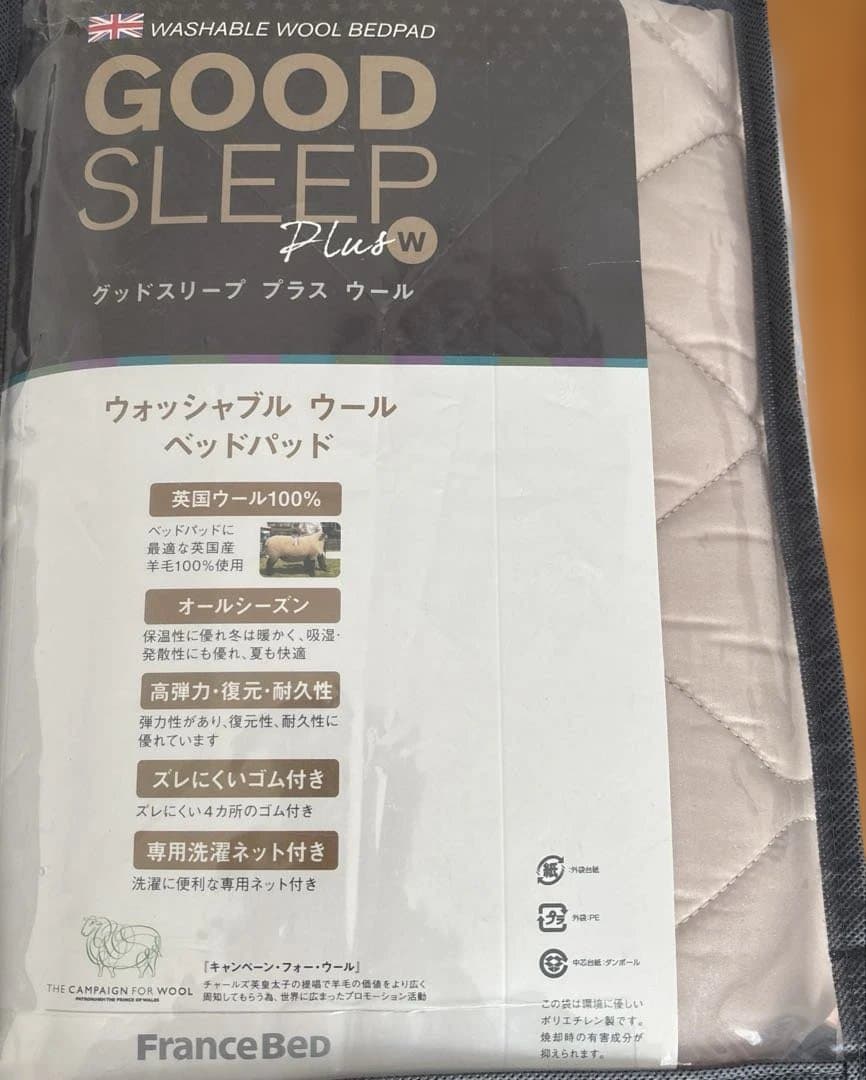 WASHABLE WOOL BEDPAD
GOOD
SLEEP
Plus W
グッドスリープ プラス ウール
ウォッシャブル ウール
ベッドパッド
英国ウール100%
ベッドパッドに
最適な英国産
羊毛100%使用
オールシーズン
保温性に優れ冬は暖かく、吸湿・
発散性にも優れ、夏も快適
高弾力・復元・耐久性
弾力性があり、復元性、耐久性に
優れています
ズレにくいゴム付き
ズレにくい4カ所のゴム付き
専用洗濯ネット付き
洗濯に便利な専用ネット付き
紙 :外袋台紙
プラ 外袋:PE
中芯台紙:ダンボール
THE CAMPAIGN FOR WOOL
PATRON:HRH THE PRINCE OF WALES
『キャンペーン・フォー・ウール』
チャールズ英皇太子の提唱で羊毛の価値をより広く
周知してもらう為、世界に広まったプロモーション活動
この袋は環境に優しい
ポリエチレン製です。
焼却時の有害成分が
抑えられます。
FranceBeD